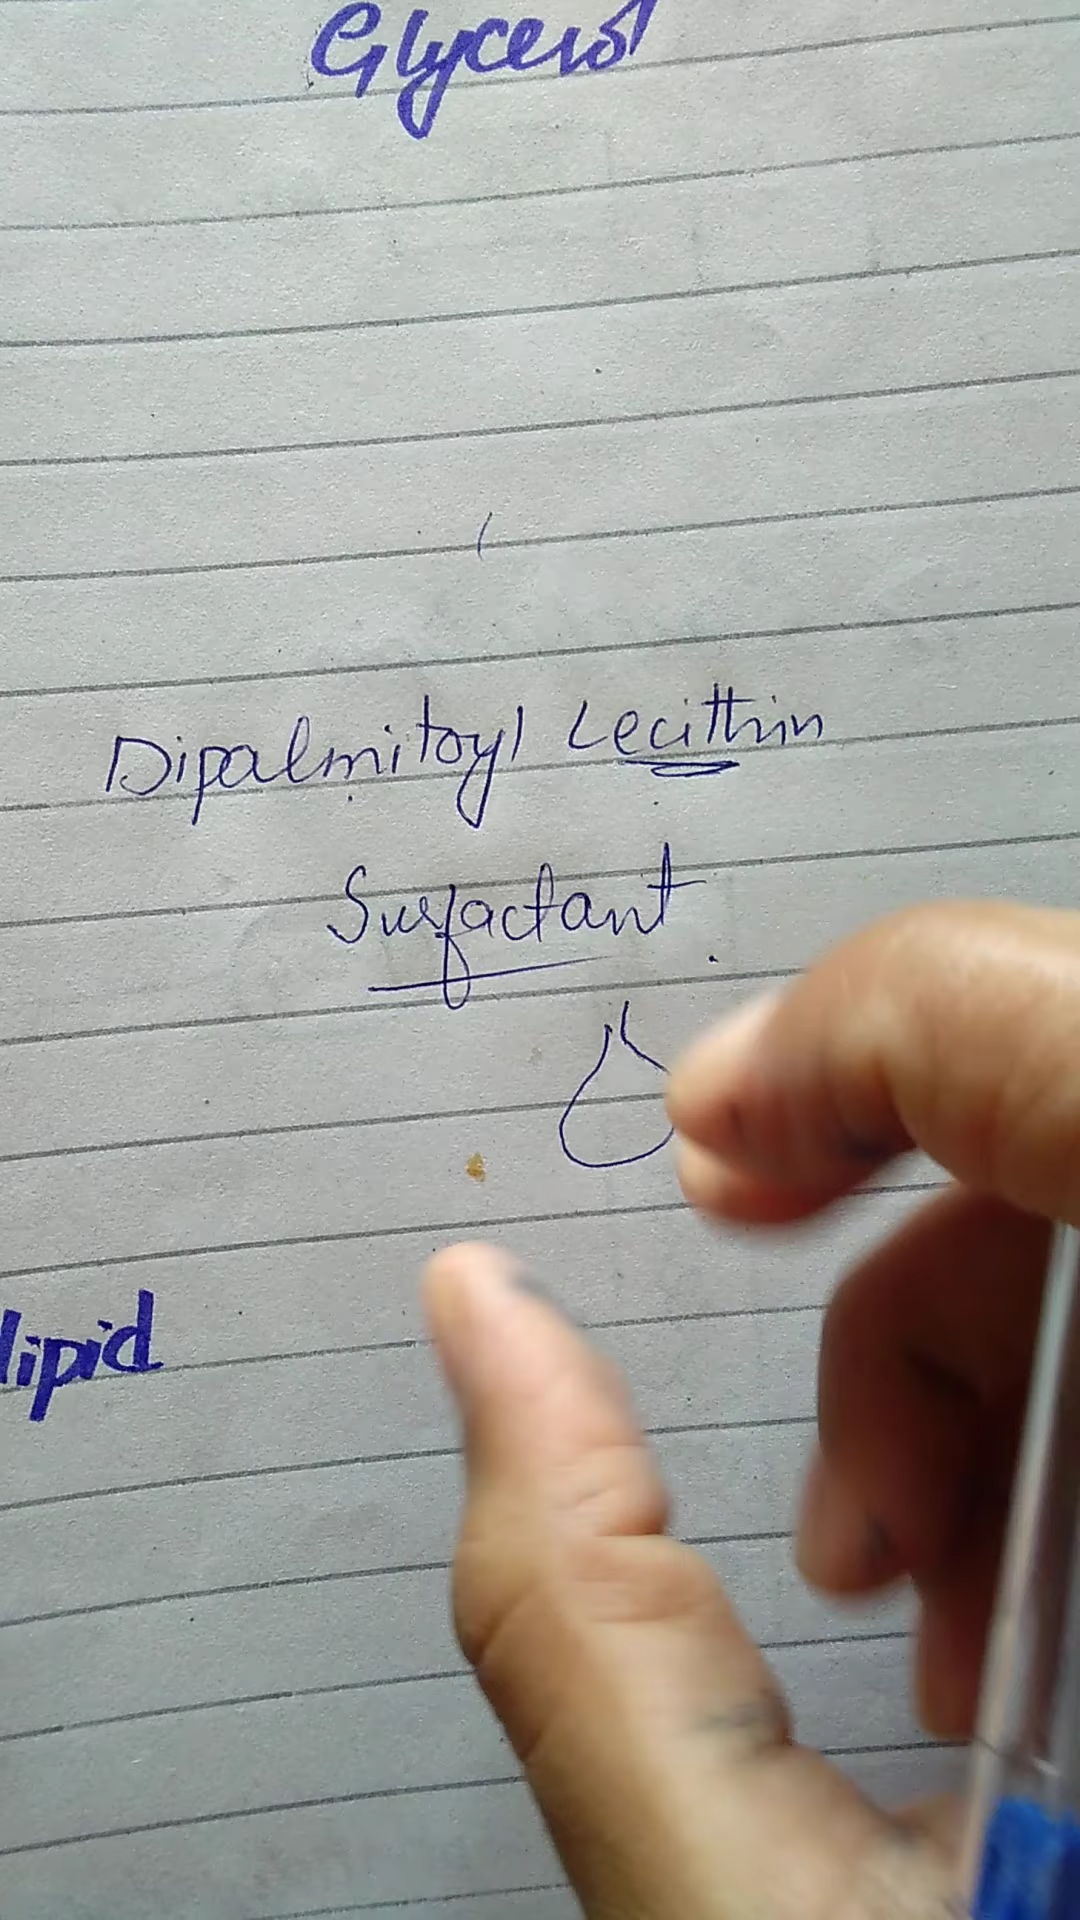 Glycerol
(
Dipalmitoyl Lecithin
Surfactant
lipid